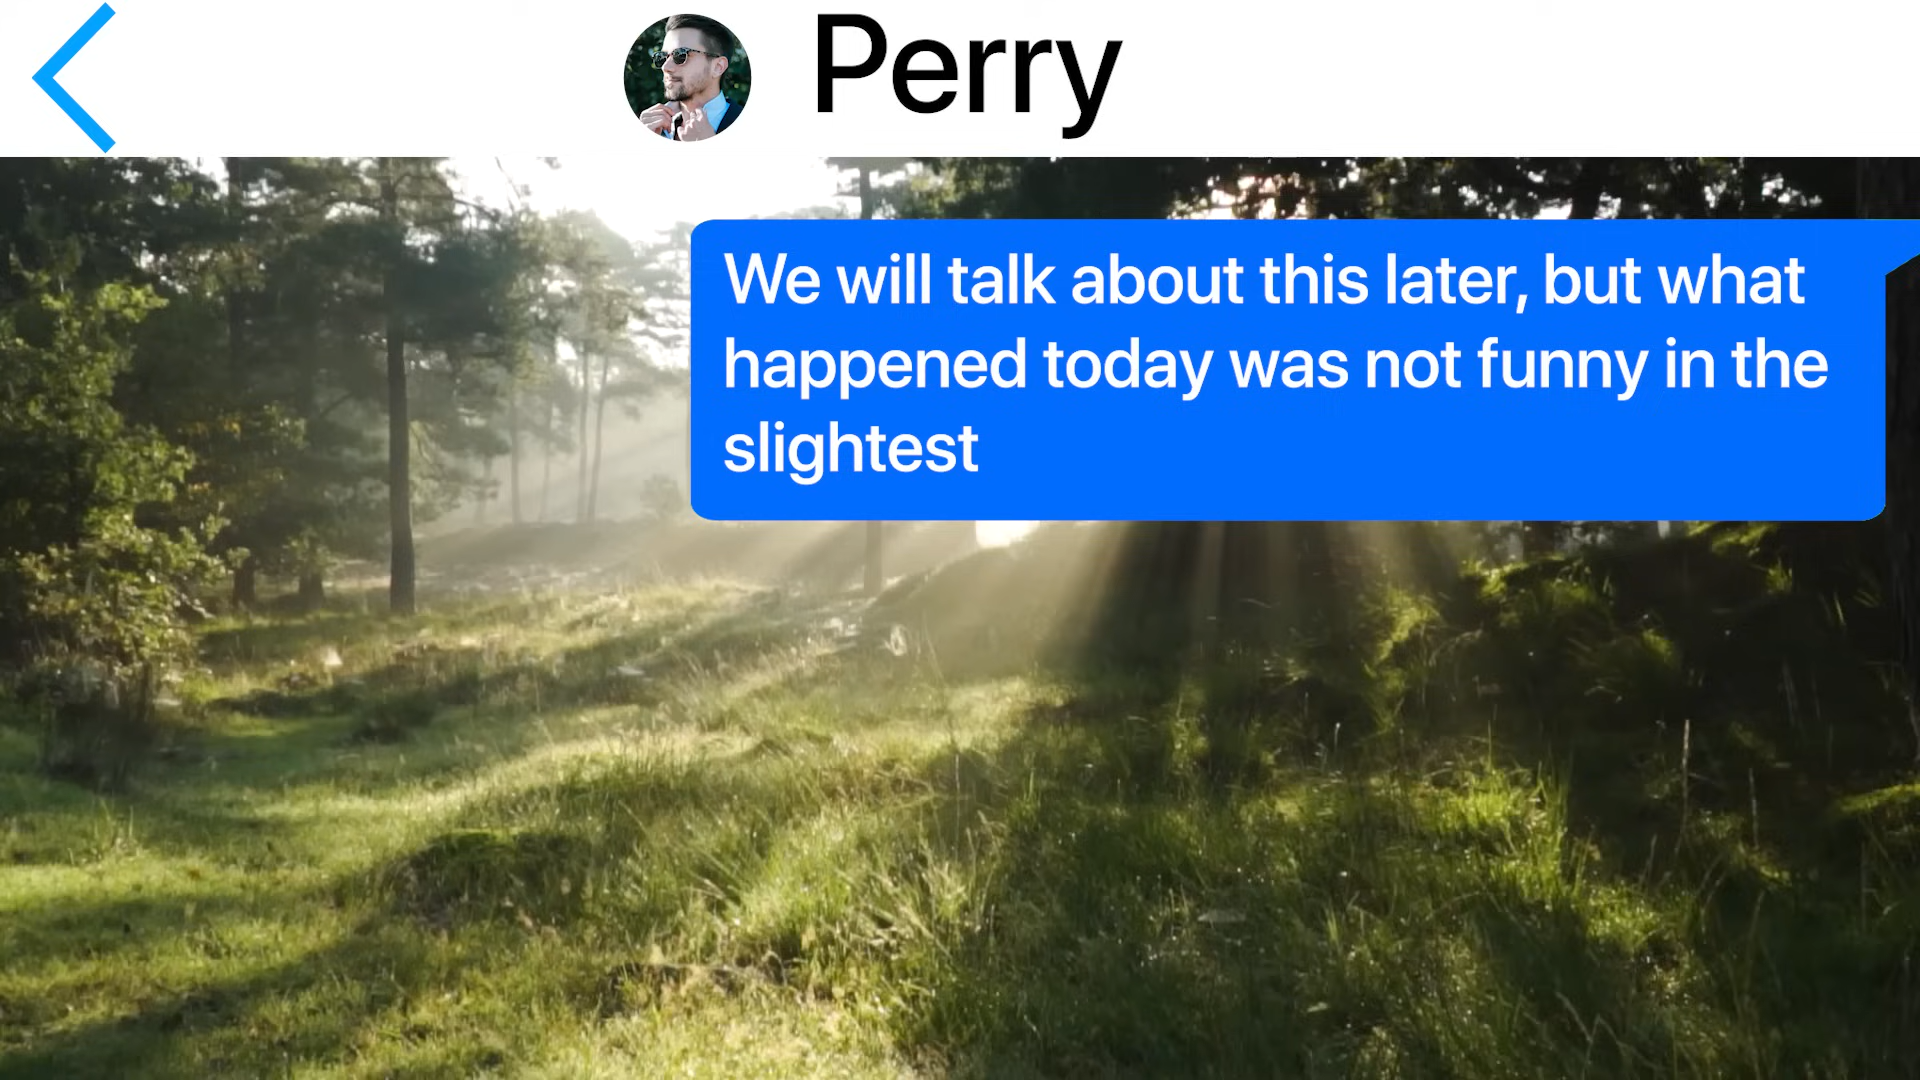 Perry
We will talk about this later, but what
happened today was not funny in the
slightest